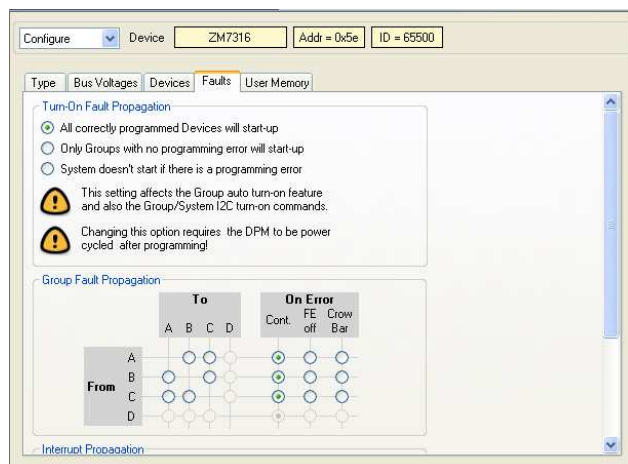 Configure Device ZM7316 Addr = 0x5e ID = 65500
Type Bus Voltages Devices Faults User Memory
Turn-On Fault Propagation
All correctly programmed Devices will start-up
Only Groups with no programming error will start-up
System doesn't start if there is a programming error
This setting affects the Group auto turn-on feature
and also the Group/System I2C turn-on commands.
Changing this option requires the DPM to be power
cycled after programming!
Group Fault Propagation
To On Error
A B C D Cont. FE off Crow Bar
From
A
B
C
D
Interrupt Propagation